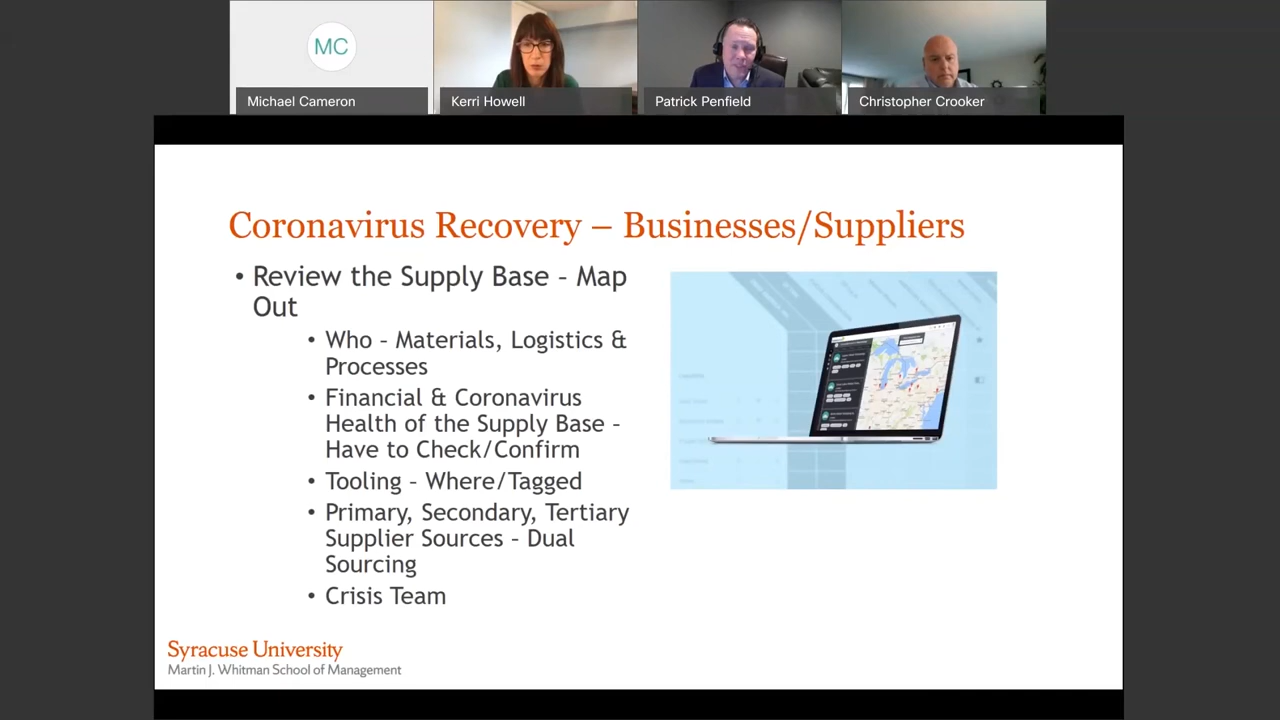 MC
Michael Cameron
Kerri Howell
Patrick Penfield
Christopher Crooker
Coronavirus Recovery – Businesses/Suppliers
• Review the Supply Base – Map
Out
• Who – Materials, Logistics &
Processes
• Financial & Coronavirus
Health of the Supply Base –
Have to Check/Confirm
• Tooling – Where/Tagged
• Primary, Secondary, Tertiary
Supplier Sources – Dual
Sourcing
• Crisis Team
Syracuse University
Martin J. Whitman School of Management